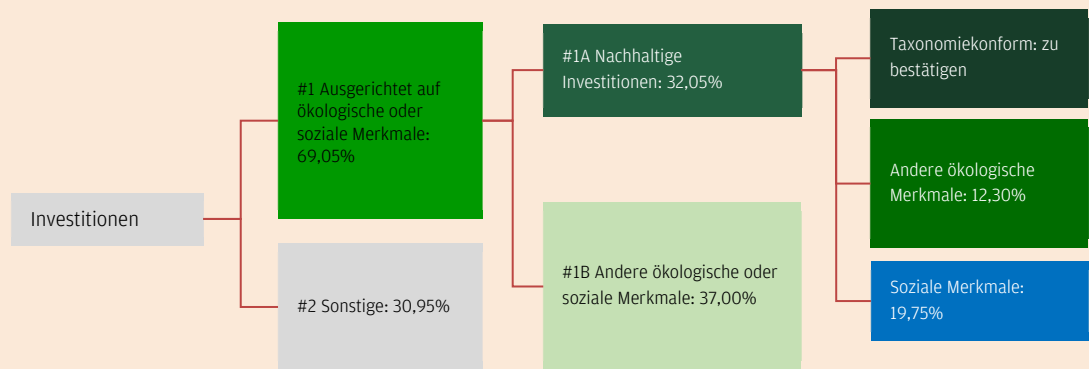 Investitionen
#1 Ausgerichtet auf
ökologische oder
soziale Merkmale:
69,05%
#2 Sonstige: 30,95%
#1A Nachhaltige
Investitionen: 32,05%
#1B Andere ökologische oder
soziale Merkmale: 37,00%
Taxonomiekonform: zu
bestätigen
Andere ökologische
Merkmale: 12,30%
Soziale Merkmale:
19,75%